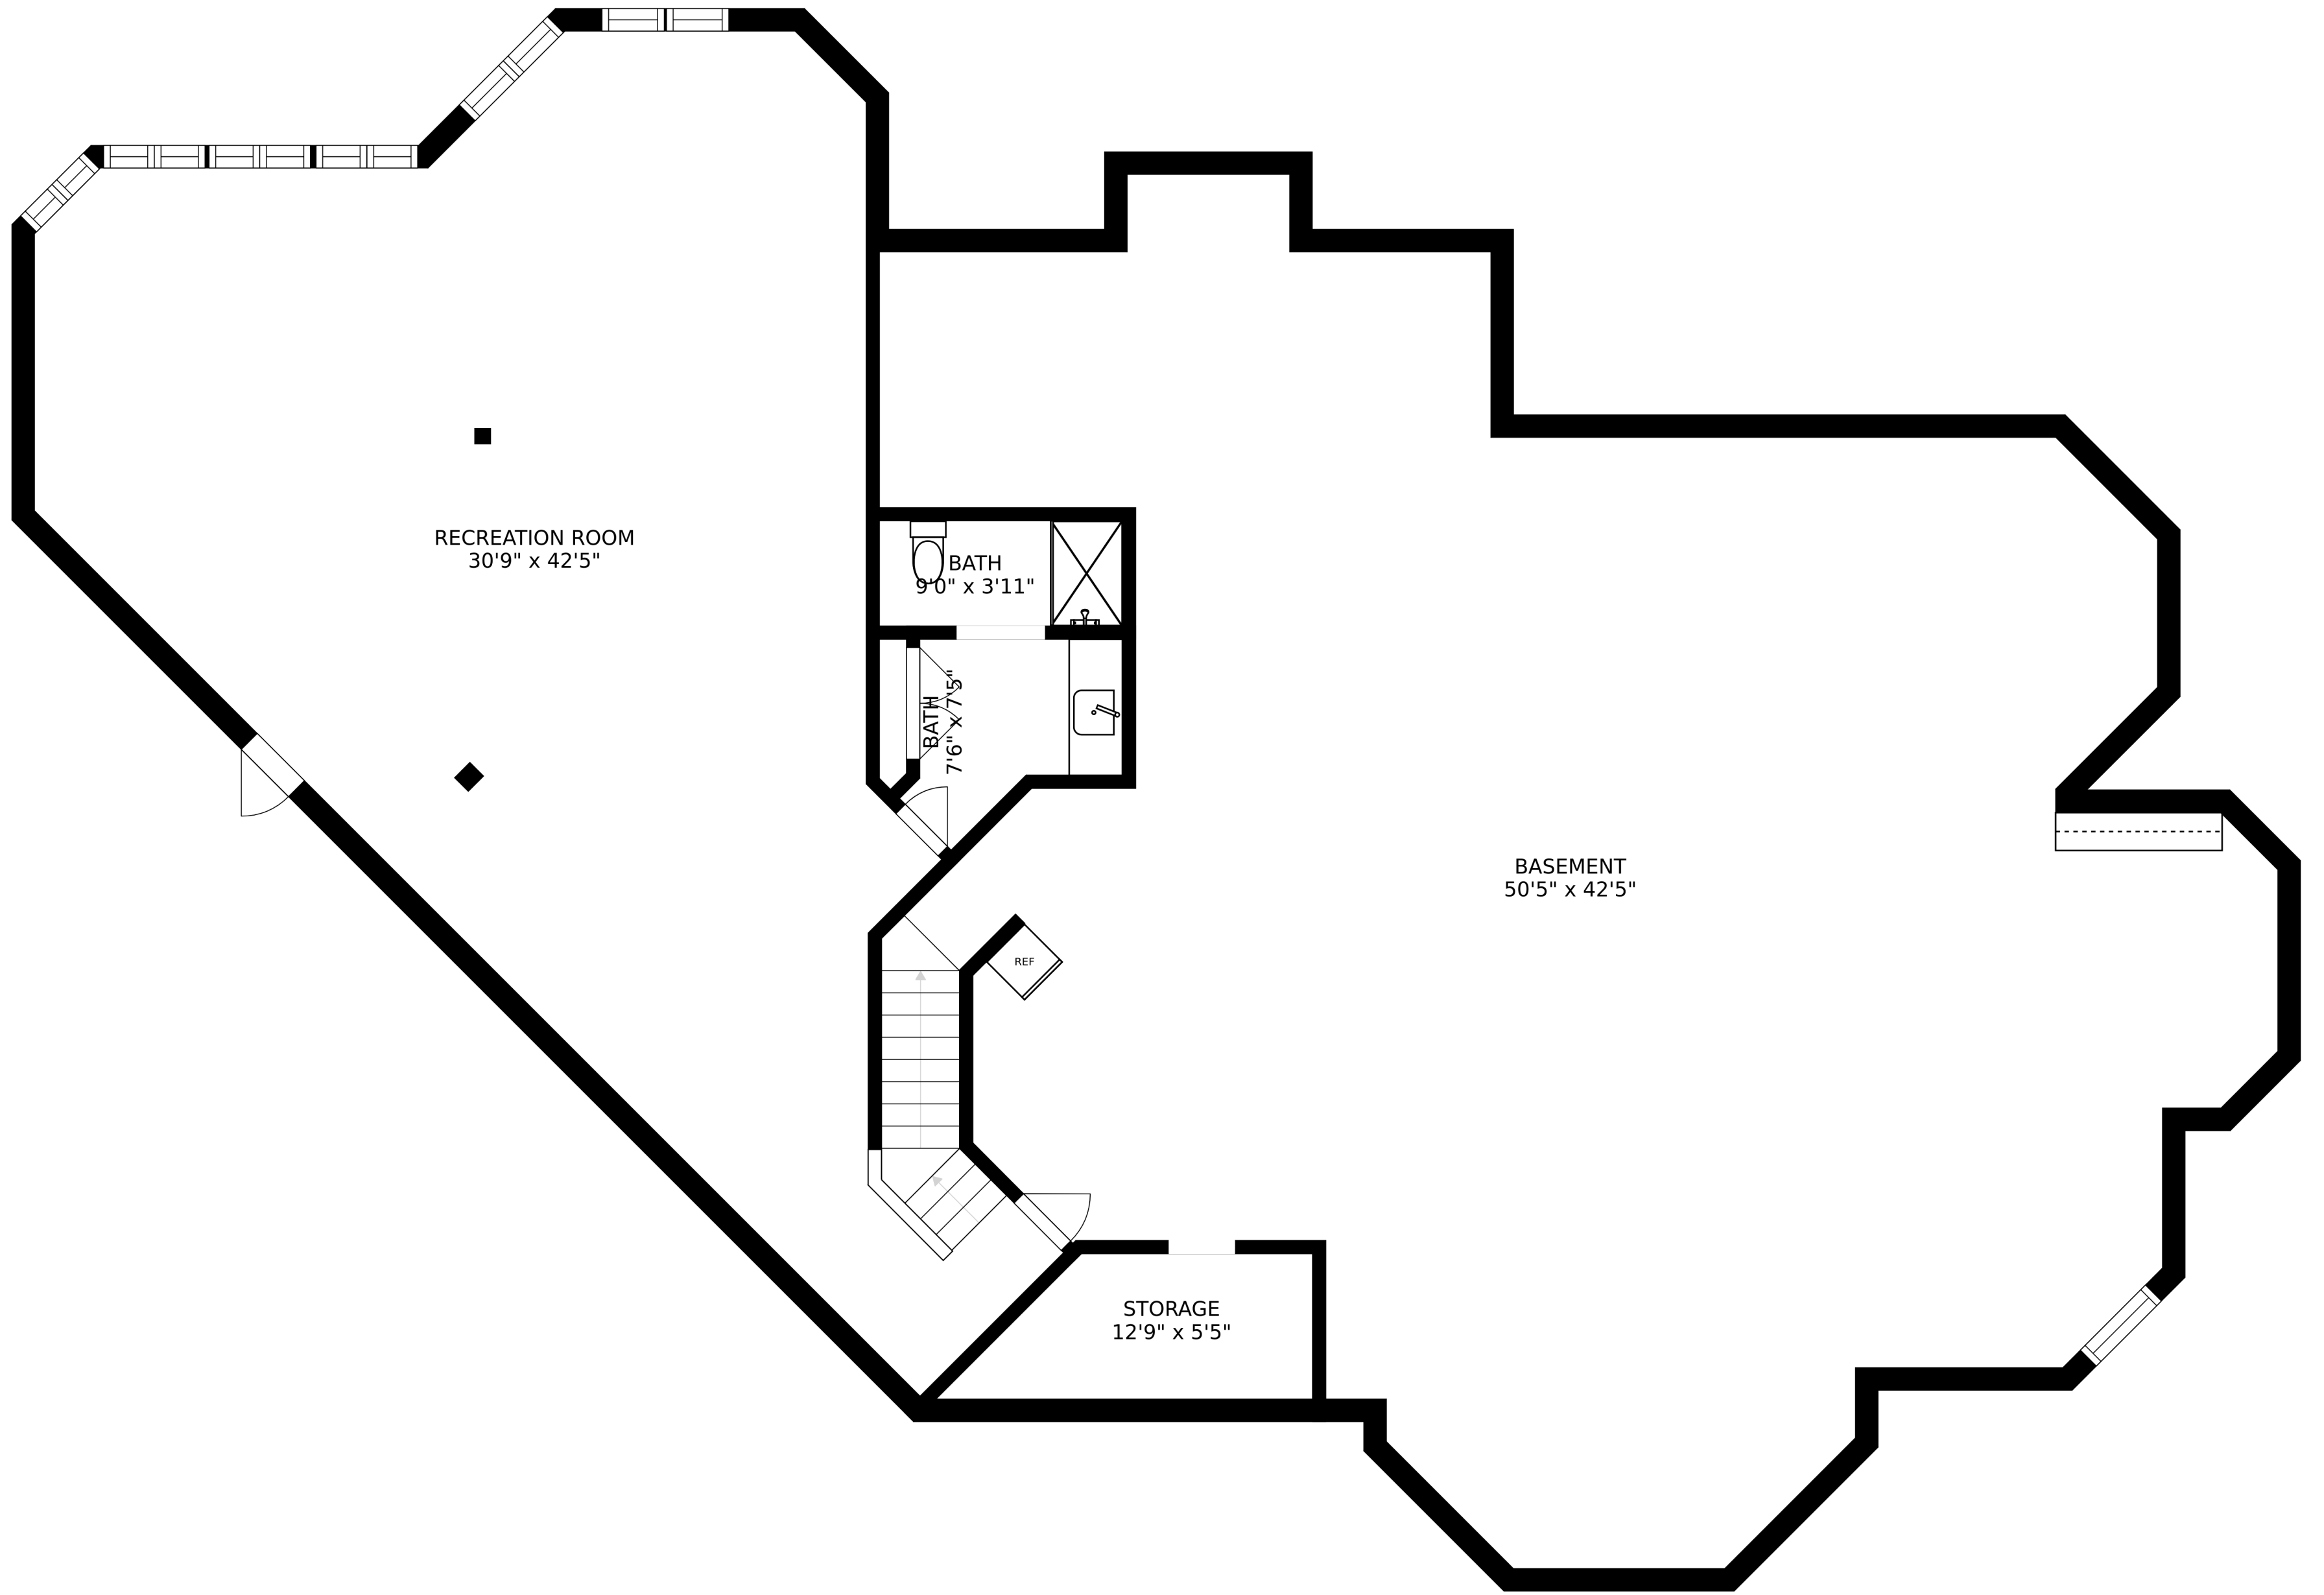 RECREATION ROOM
30'9" x 42'5"
BATH
9'0" x 3'11"
BATH
7'6" x 7'5"
BASEMENT
50'5" x 42'5"
REF
STORAGE
12'9" x 5'5"